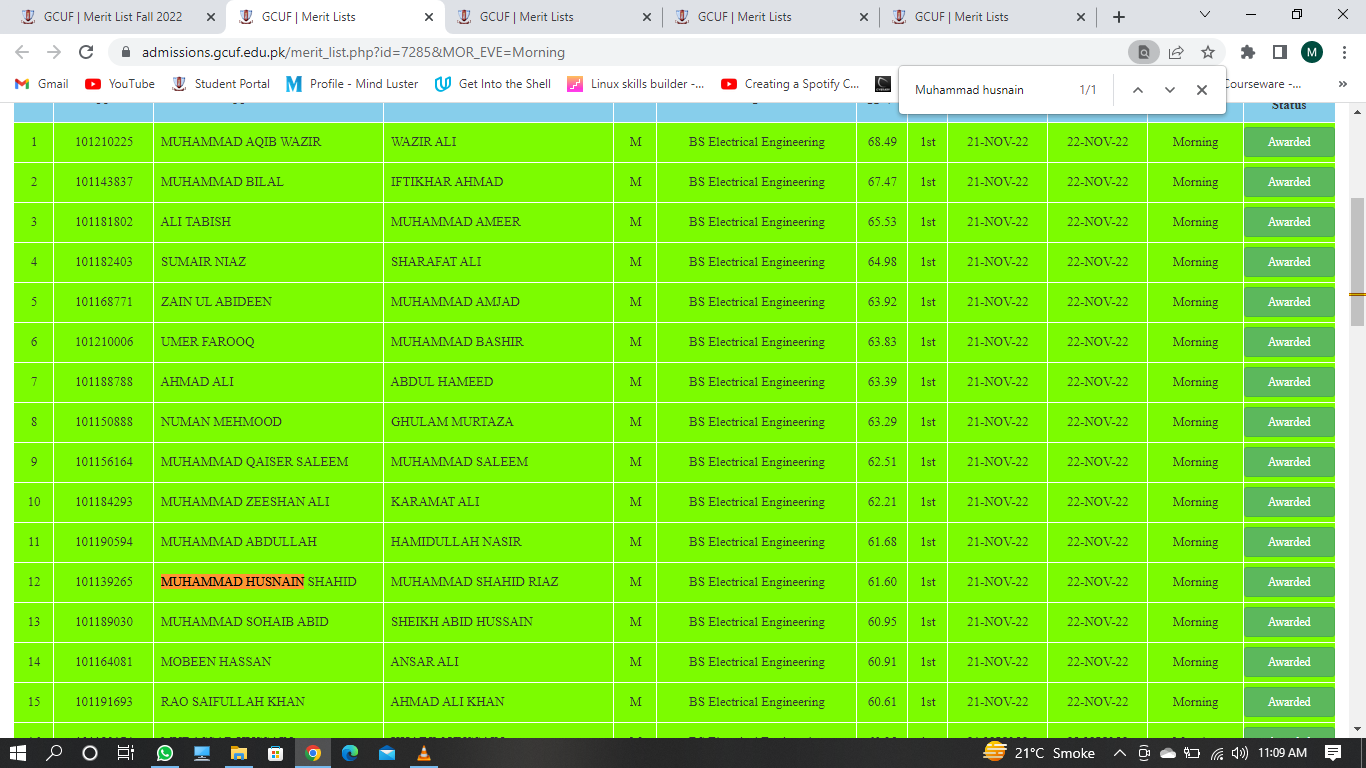 GCUF | Merit List Fall 2022
GCUF | Merit Lists
GCUF | Merit Lists
GCUF | Merit Lists
GCUF | Merit Lists
admissions.gcuf.edu.pk/merit_list.php?id=7285&MOR_EVE=Morning
M
Gmail
YouTube
Student Portal
Profile - Mind Luster
Get Into the Shell
Linux skills builder -...
Creating a Spotify C...
Courseware -...
»
Muhammad husnain 1/1
Status
1 101210225 MUHAMMAD AQIB WAZIR WAZIR ALI M BS Electrical Engineering 68.49 1st 21-NOV-22 22-NOV-22 Morning Awarded
2 101143837 MUHAMMAD BILAL IFTIKHAR AHMAD M BS Electrical Engineering 67.47 1st 21-NOV-22 22-NOV-22 Morning Awarded
3 101181802 ALI TABISH MUHAMMAD AMEER M BS Electrical Engineering 65.53 1st 21-NOV-22 22-NOV-22 Morning Awarded
4 101182403 SUMAIR NIAZ SHARAFAT ALI M BS Electrical Engineering 64.98 1st 21-NOV-22 22-NOV-22 Morning Awarded
5 101168771 ZAIN UL ABIDEEN MUHAMMAD AMJAD M BS Electrical Engineering 63.92 1st 21-NOV-22 22-NOV-22 Morning Awarded
6 101210006 UMER FAROOQ MUHAMMAD BASHIR M BS Electrical Engineering 63.83 1st 21-NOV-22 22-NOV-22 Morning Awarded
7 101188788 AHMAD ALI ABDUL HAMEED M BS Electrical Engineering 63.39 1st 21-NOV-22 22-NOV-22 Morning Awarded
8 101150888 NUMAN MEHMOOD GHULAM MURTAZA M BS Electrical Engineering 63.29 1st 21-NOV-22 22-NOV-22 Morning Awarded
9 101156164 MUHAMMAD QAISER SALEEM MUHAMMAD SALEEM M BS Electrical Engineering 62.51 1st 21-NOV-22 22-NOV-22 Morning Awarded
10 101184293 MUHAMMAD ZEESHAN ALI KARAMAT ALI M BS Electrical Engineering 62.21 1st 21-NOV-22 22-NOV-22 Morning Awarded
11 101190594 MUHAMMAD ABDULLAH HAMIDULLAH NASIR M BS Electrical Engineering 61.68 1st 21-NOV-22 22-NOV-22 Morning Awarded
12 101139265 MUHAMMAD HUSNAIN SHAHID MUHAMMAD SHAHID RIAZ M BS Electrical Engineering 61.60 1st 21-NOV-22 22-NOV-22 Morning Awarded
13 101189030 MUHAMMAD SOHAIB ABID SHEIKH ABID HUSSAIN M BS Electrical Engineering 60.95 1st 21-NOV-22 22-NOV-22 Morning Awarded
14 101164081 MOBEEN HASSAN ANSAR ALI M BS Electrical Engineering 60.91 1st 21-NOV-22 22-NOV-22 Morning Awarded
15 101191693 RAO SAIFULLAH KHAN AHMAD ALI KHAN M BS Electrical Engineering 60.61 1st 21-NOV-22 22-NOV-22 Morning Awarded
21°C Smoke 11:09 AM